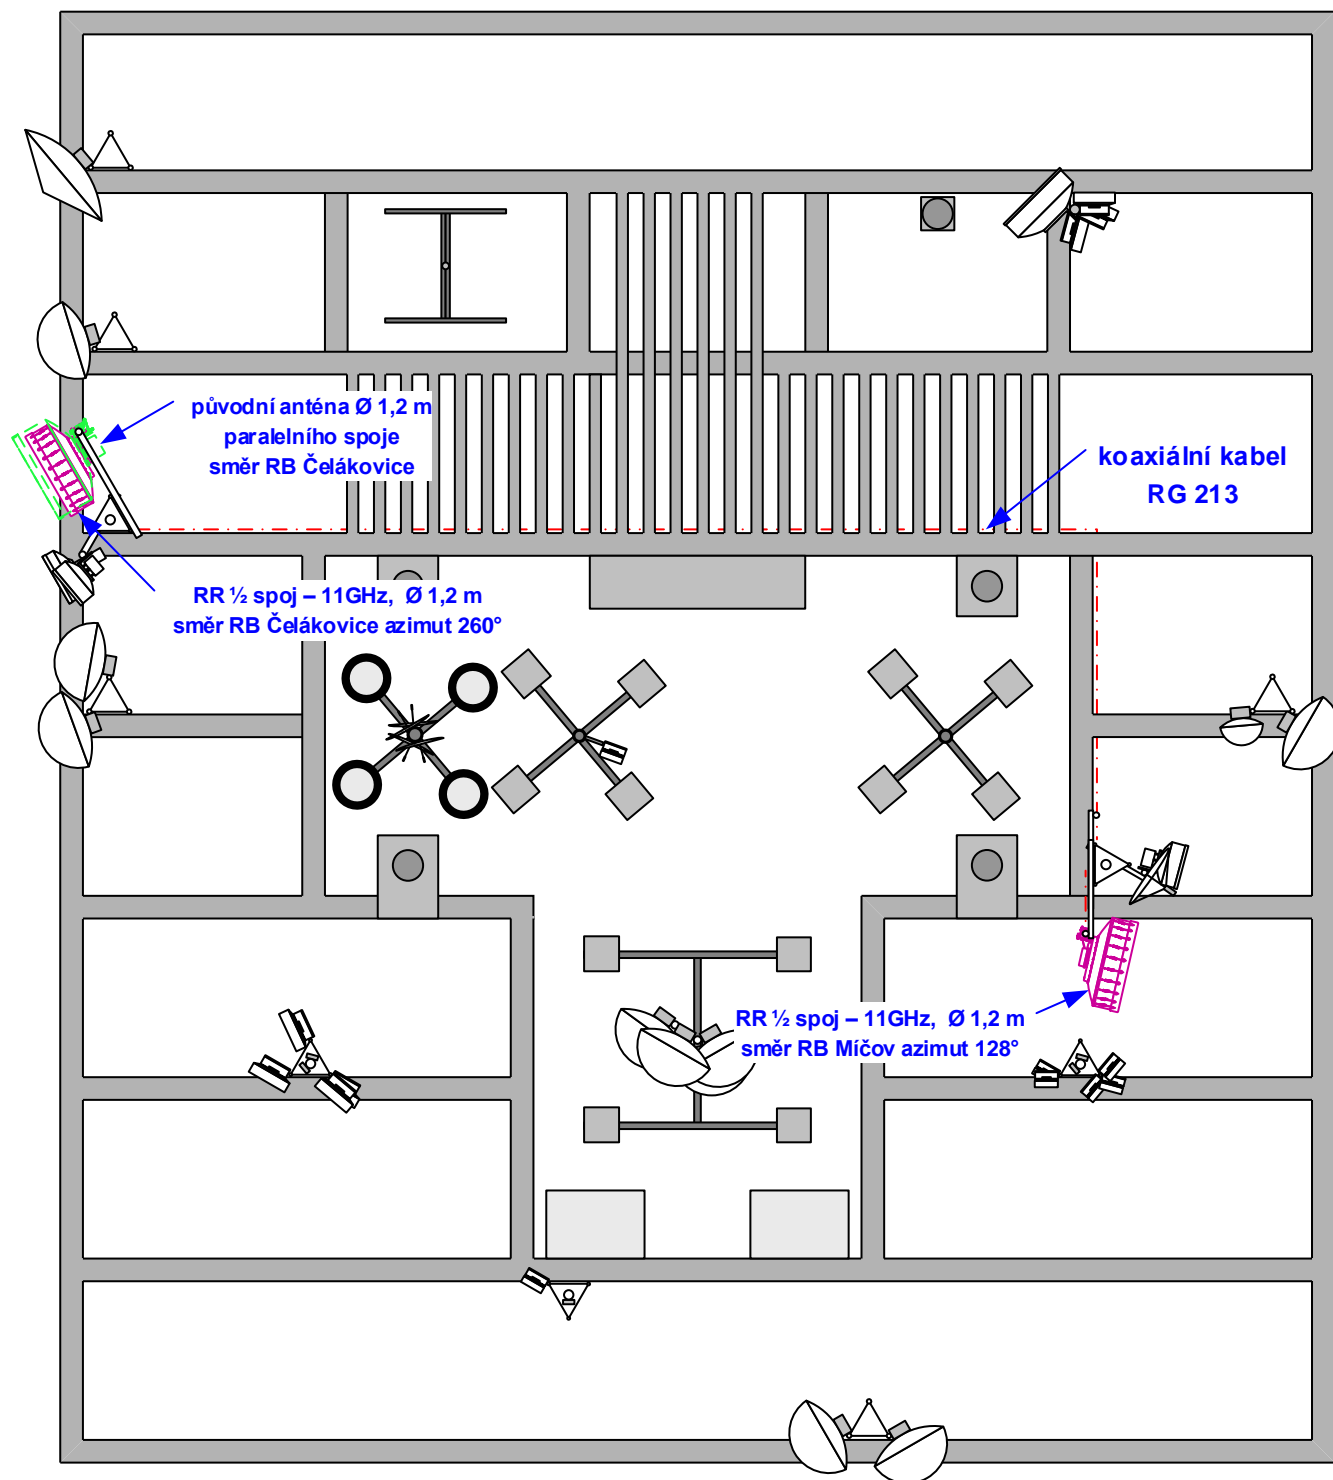 původní anténa Ø 1,2 m
paralelního spoje
směr RB Čelákovice
koaxiální kabel
RG 213
RR ½ spoj – 11GHz, Ø 1,2 m
směr RB Čelákovice azimut 260°
RR ½ spoj – 11GHz, Ø 1,2 m
směr RB Míčov azimut 128°